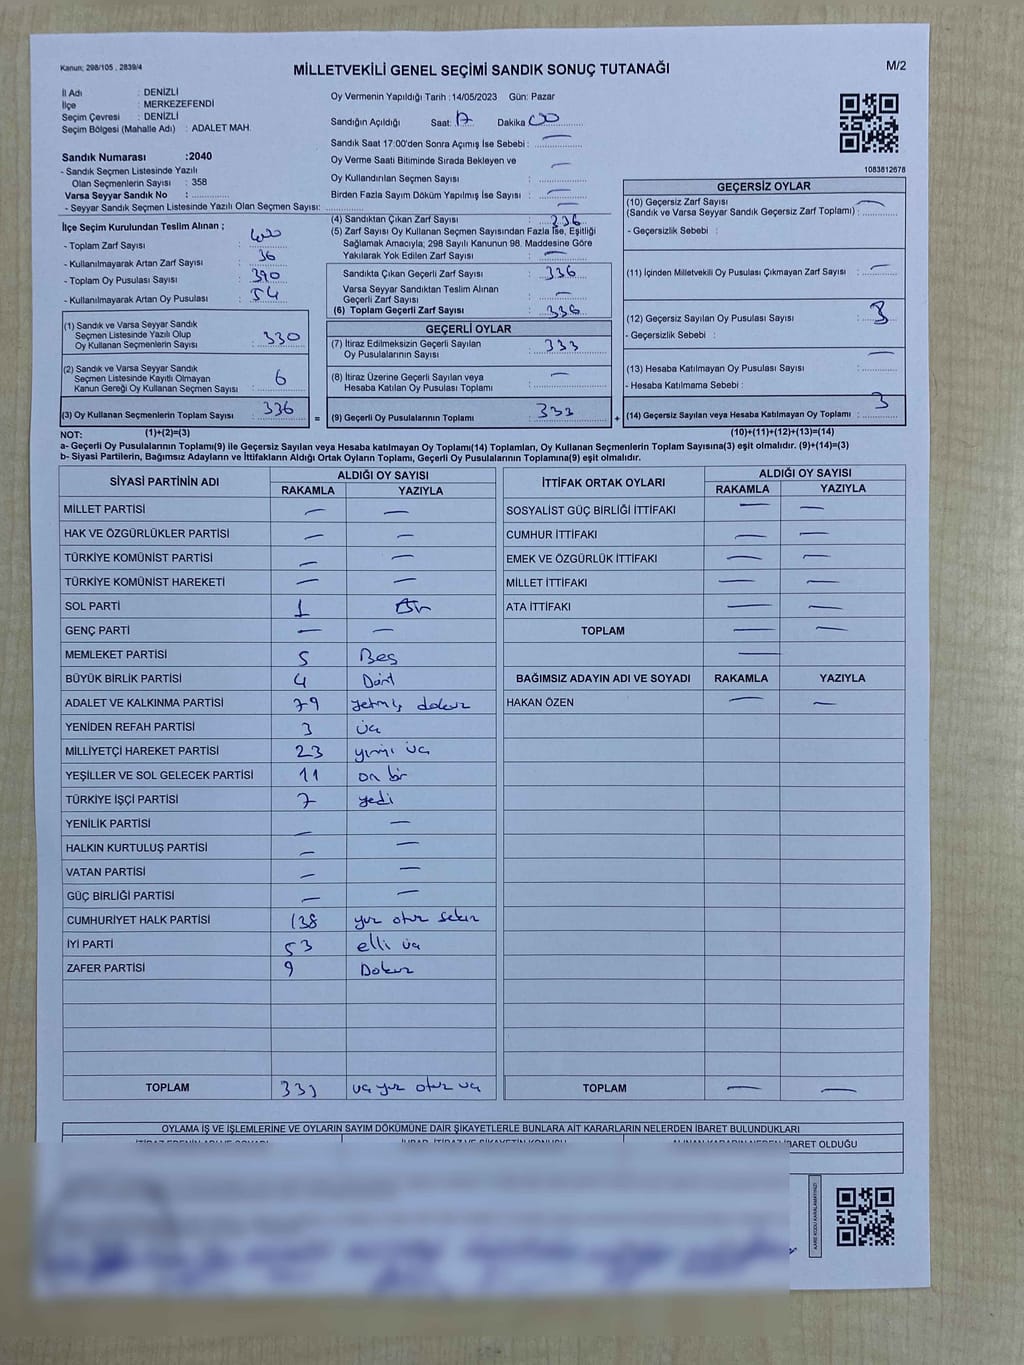 Kanun; 298/105 , 2839/4
MİLLETVEKİLİ GENEL SEÇİMİ SANDIK SONUÇ TUTANAĞI
M/2
İl Adı : DENİZLİ
İlçe : MERKEZEFENDİ
Seçim Çevresi : DENİZLİ
Seçim Bölgesi (Mahalle Adı) : ADALET MAH.
Sandık Numarası :2040
- Sandık Seçmen Listesinde Yazılı
Olan Seçmenlerin Sayısı : 358
Varsa Seyyar Sandık No :
- Seyyar Sandık Seçmen Listesinde Yazılı Olan Seçmen Sayısı:
Oy Vermenin Yapıldığı Tarih :14/05/2023 Gün: Pazar
Sandığın Açıldığı Saat: 17 Dakika 00
Sandık Saat 17:00'den Sonra Açımış İse Sebebi : —
Oy Verme Saati Bitiminde Sırada Bekleyen ve —
Oy Kullandırılan Seçmen Sayısı :
Birden Fazla Sayım Döküm Yapılmış İse Sayısı : —
1083812678
İlçe Seçim Kurulundan Teslim Alınan ;
- Toplam Zarf Sayısı : 400
- Kullanılmayarak Artan Zarf Sayısı : 36
- Toplam Oy Pusulası Sayısı : 390
- Kullanılmayarak Artan Oy Pusulası : 54
(1) Sandık ve Varsa Seyyar Sandık
Seçmen Listesinde Yazılı Olup
Oy Kullanan Seçmenlerin Sayısı : 330
(2) Sandık ve Varsa Seyyar Sandık
Seçmen Listesinde Kayıtlı Olmayan
Kanun Gereği Oy Kullanan Seçmen Sayısı : 6
(3) Oy Kullanan Seçmenlerin Toplam Sayısı : 336
(4) Sandıktan Çıkan Zarf Sayısı : 336
(5) Zarf Sayısı Oy Kullanan Seçmen Sayısından Fazla İse, Eşitliği
Sağlamak Amacıyla; 298 Sayılı Kanunun 98. Maddesine Göre
Yakılarak Yok Edilen Zarf Sayısı : —
Sandıkta Çıkan Geçerli Zarf Sayısı : 336
Varsa Seyyar Sandıktan Teslim Alınan
Geçerli Zarf Sayısı : —
(6) Toplam Geçerli Zarf Sayısı : 336
GEÇERLİ OYLAR
(7) İtiraz Edilmeksizin Geçerli Sayılan
Oy Pusulalarının Sayısı : 333
(8) İtiraz Üzerine Geçerli Sayılan veya
Hesaba Katılan Oy Pusulası Toplamı : —
= (9) Geçerli Oy Pusulalarının Toplamı : 333 +
GEÇERSİZ OYLAR
(10) Geçersiz Zarf Sayısı
(Sandık ve Varsa Seyyar Sandık Geçersiz Zarf Toplamı) : —
- Geçersizlik Sebebi :
(11) İçinden Milletvekili Oy Pusulası Çıkmayan Zarf Sayısı : —
(12) Geçersiz Sayılan Oy Pusulası Sayısı : 3
- Geçersizlik Sebebi :
(13) Hesaba Katılmayan Oy Pusulası Sayısı : —
- Hesaba Katılmama Sebebi :
(14) Geçersiz Sayılan veya Hesaba Katılmayan Oy Toplamı : 3
NOT: (1)+(2)=(3) (10)+(11)+(12)+(13)=(14)
a- Geçerli Oy Pusulalarının Toplamı(9) ile Geçersiz Sayılan veya Hesaba katılmayan Oy Toplamı(14) Toplamları, Oy Kullanan Seçmenlerin Toplam Sayısına(3) eşit olmalıdır. (9)+(14)=(3)
b- Siyasi Partilerin, Bağımsız Adayların ve İttifakların Aldığı Ortak Oyların Toplamı, Geçerli Oy Pusulalarının Toplamına(9) eşit olmalıdır.
SİYASİ PARTİNİN ADI ALDIĞI OY SAYISI
RAKAMLA YAZIYLA
MİLLET PARTİSİ — —
HAK VE ÖZGÜRLÜKLER PARTİSİ — —
TÜRKİYE KOMÜNİST PARTİSİ — —
TÜRKİYE KOMÜNİST HAREKETİ — —
SOL PARTİ 1 Bir
GENÇ PARTİ — —
MEMLEKET PARTİSİ 5 Beş
BÜYÜK BİRLİK PARTİSİ 4 Dört
ADALET VE KALKINMA PARTİSİ 79 yetmiş dokuz
YENİDEN REFAH PARTİSİ 3 üç
MİLLİYETÇİ HAREKET PARTİSİ 23 yirmi üç
YEŞİLLER VE SOL GELECEK PARTİSİ 11 on bir
TÜRKİYE İŞÇİ PARTİSİ 7 yedi
YENİLİK PARTİSİ — —
HALKIN KURTULUŞ PARTİSİ — —
VATAN PARTİSİ — —
GÜÇ BİRLİĞİ PARTİSİ — —
CUMHURİYET HALK PARTİSİ 138 yüz otuz sekiz
İYİ PARTİ 53 elli üç
ZAFER PARTİSİ 9 Dokuz
TOPLAM 333 üç yüz otuz üç
İTTİFAK ORTAK OYLARI ALDIĞI OY SAYISI
RAKAMLA YAZIYLA
SOSYALİST GÜÇ BİRLİĞİ İTTİFAKI — —
CUMHUR İTTİFAKI — —
EMEK VE ÖZGÜRLÜK İTTİFAKI — —
MİLLET İTTİFAKI — —
ATA İTTİFAKI — —
TOPLAM — —
—
BAĞIMSIZ ADAYIN ADI VE SOYADI RAKAMLA YAZIYLA
HAKAN ÖZEN — —
TOPLAM — —
OYLAMA İŞ VE İŞLEMLERİNE VE OYLARIN SAYIM DÖKÜMÜNE DAİR ŞİKAYETLERLE BUNLARA AİT KARARLARIN NELERDEN İBARET BULUNDUKLARI
İBARET OLDUĞU
KARE KODU KARALAMAYINIZ!